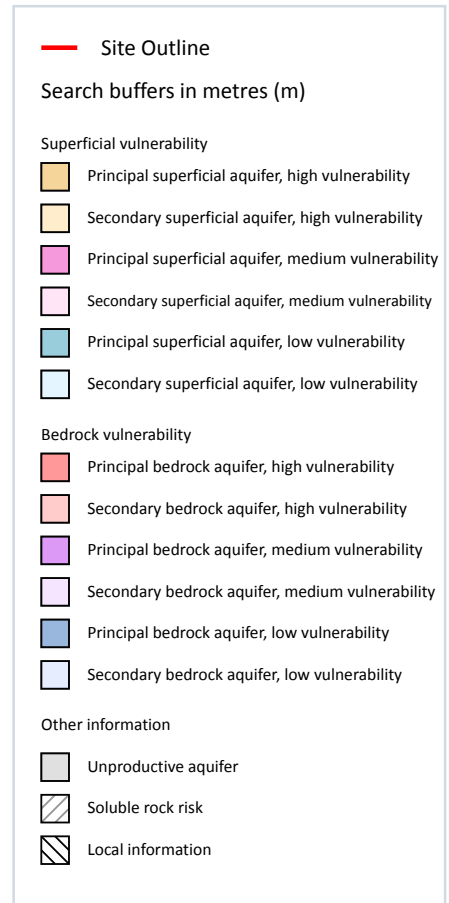 Site Outline
Search buffers in metres (m)
Superficial vulnerability
Principal superficial aquifer, high vulnerability
Secondary superficial aquifer, high vulnerability
Principal superficial aquifer, medium vulnerability
Secondary superficial aquifer, medium vulnerability
Principal superficial aquifer, low vulnerability
Secondary superficial aquifer, low vulnerability
Bedrock vulnerability
Principal bedrock aquifer, high vulnerability
Secondary bedrock aquifer, high vulnerability
Principal bedrock aquifer, medium vulnerability
Secondary bedrock aquifer, medium vulnerability
Principal bedrock aquifer, low vulnerability
Secondary bedrock aquifer, low vulnerability
Other information
Unproductive aquifer
Soluble rock risk
Local information